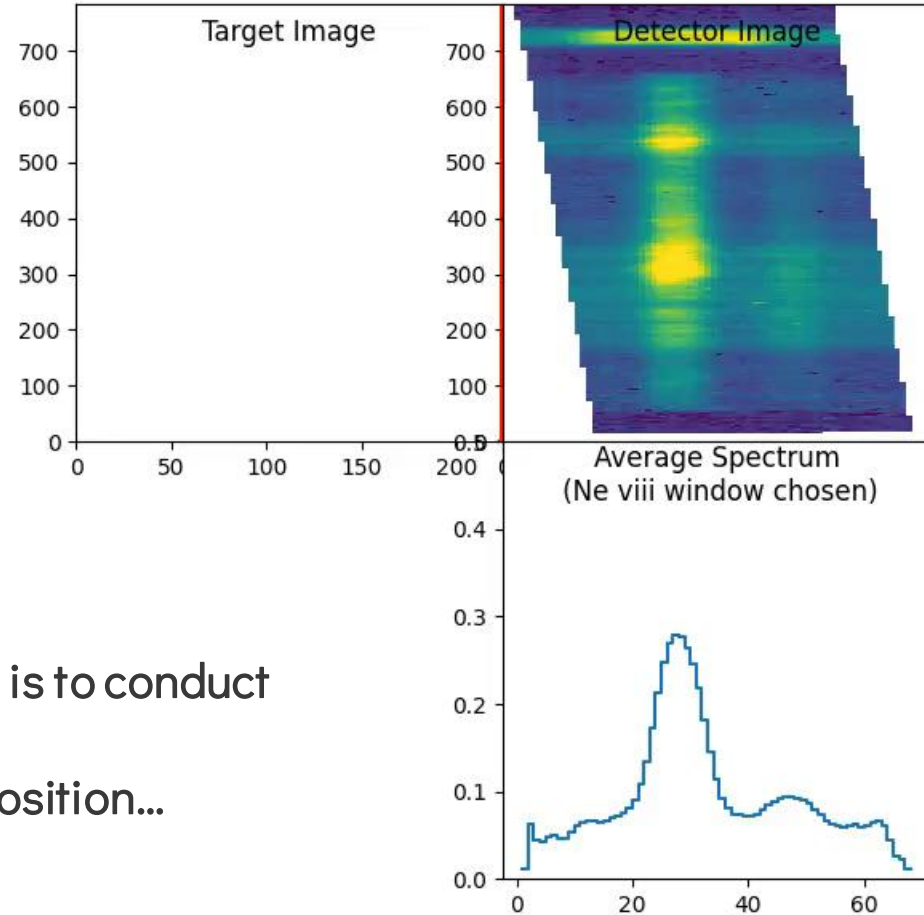 Target Image
700
600
500
400
300
200
100
0
0 50 100 150 200
Detector Image
700
600
500
400
300
200
100
Average Spectrum
(Ne viii window chosen)
0.4
0.3
0.2
0.1
0.0
0 20 40 60
is to conduct
osition...